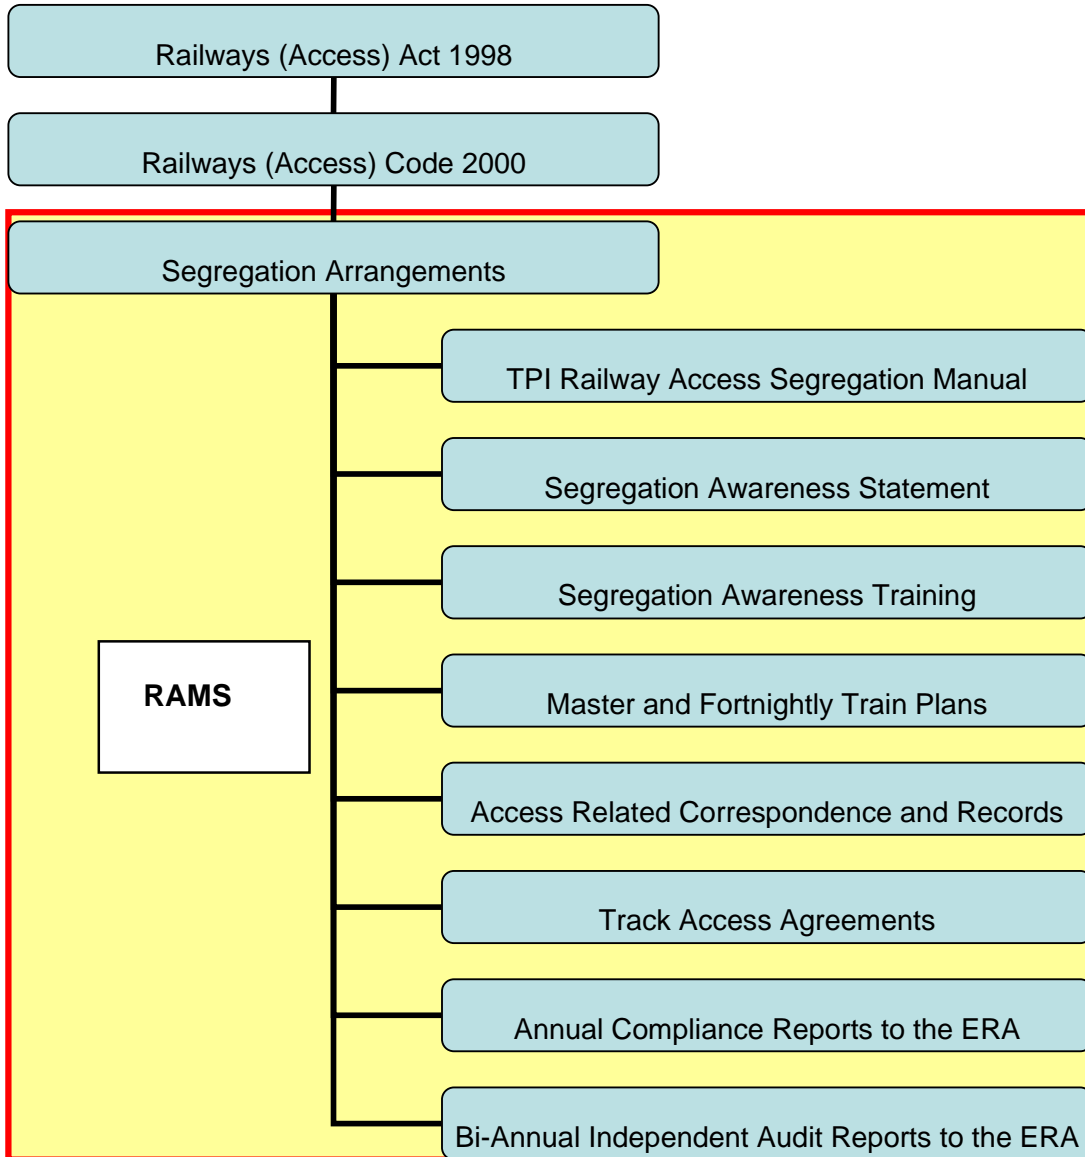 Railways (Access) Act 1998
Railways (Access) Code 2000
Segregation Arrangements
TPI Railway Access Segregation Manual
Segregation Awareness Statement
Segregation Awareness Training
RAMS
Master and Fortnightly Train Plans
Access Related Correspondence and Records
Track Access Agreements
Annual Compliance Reports to the ERA
Bi-Annual Independent Audit Reports to the ERA